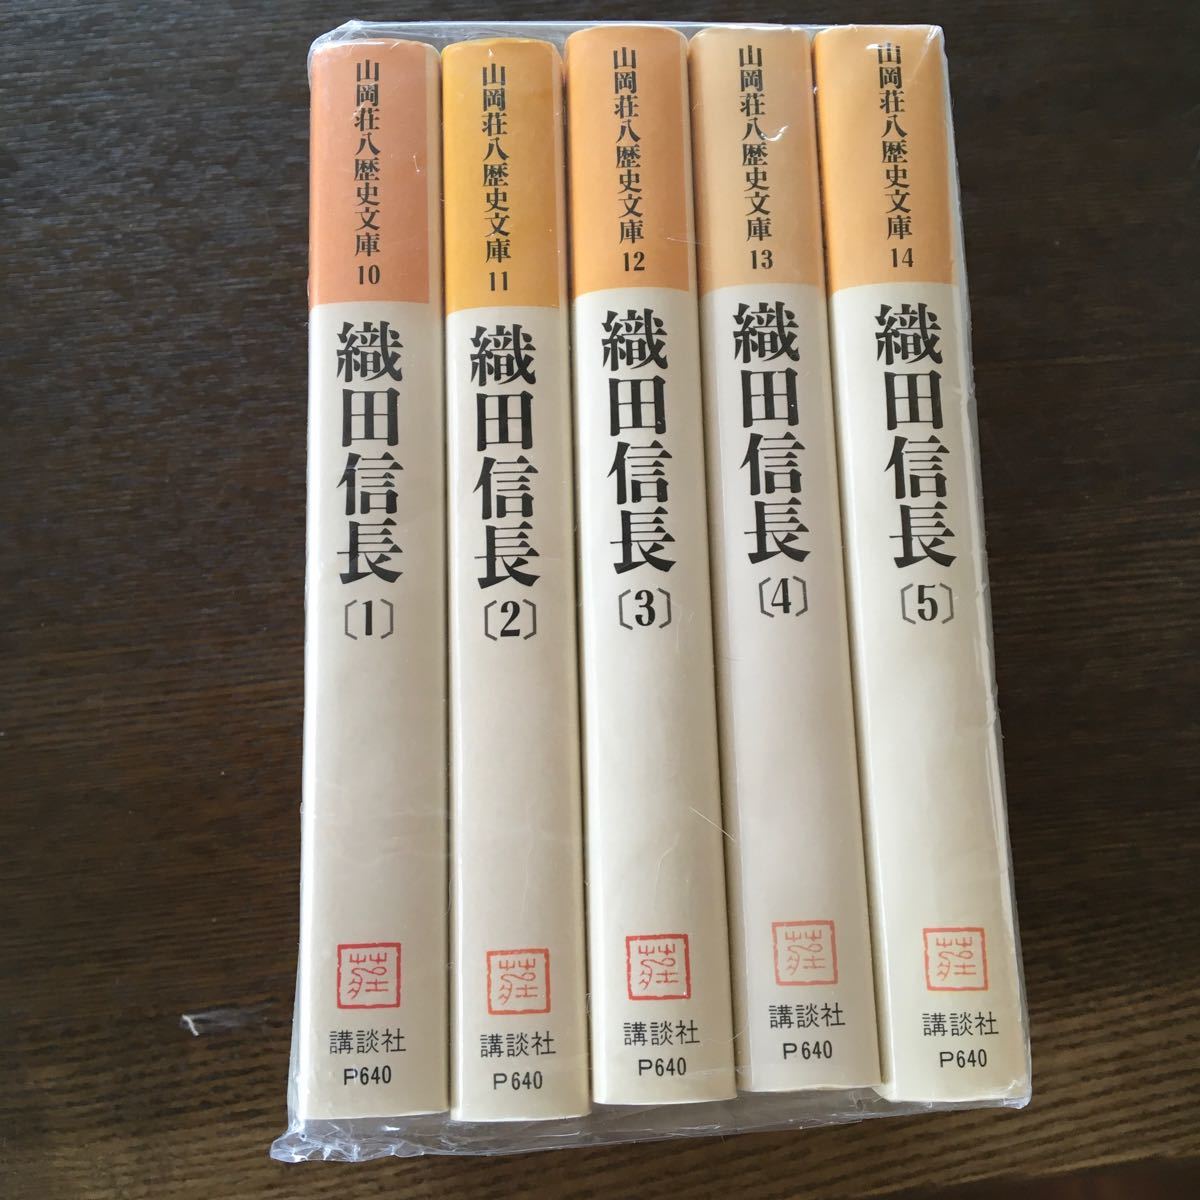 山岡荘八歴史文庫 10
織田信長
〔1〕
荘
講談社
P640
山岡荘八歴史文庫 11
織田信長
〔2〕
荘
講談社
P640
山岡荘八歴史文庫 12
織田信長
〔3〕
荘
講談社
P640
山岡荘八歴史文庫 13
織田信長
〔4〕
荘
講談社
P640
山岡荘八歴史文庫 14
織田信長
〔5〕
荘
講談社
P640